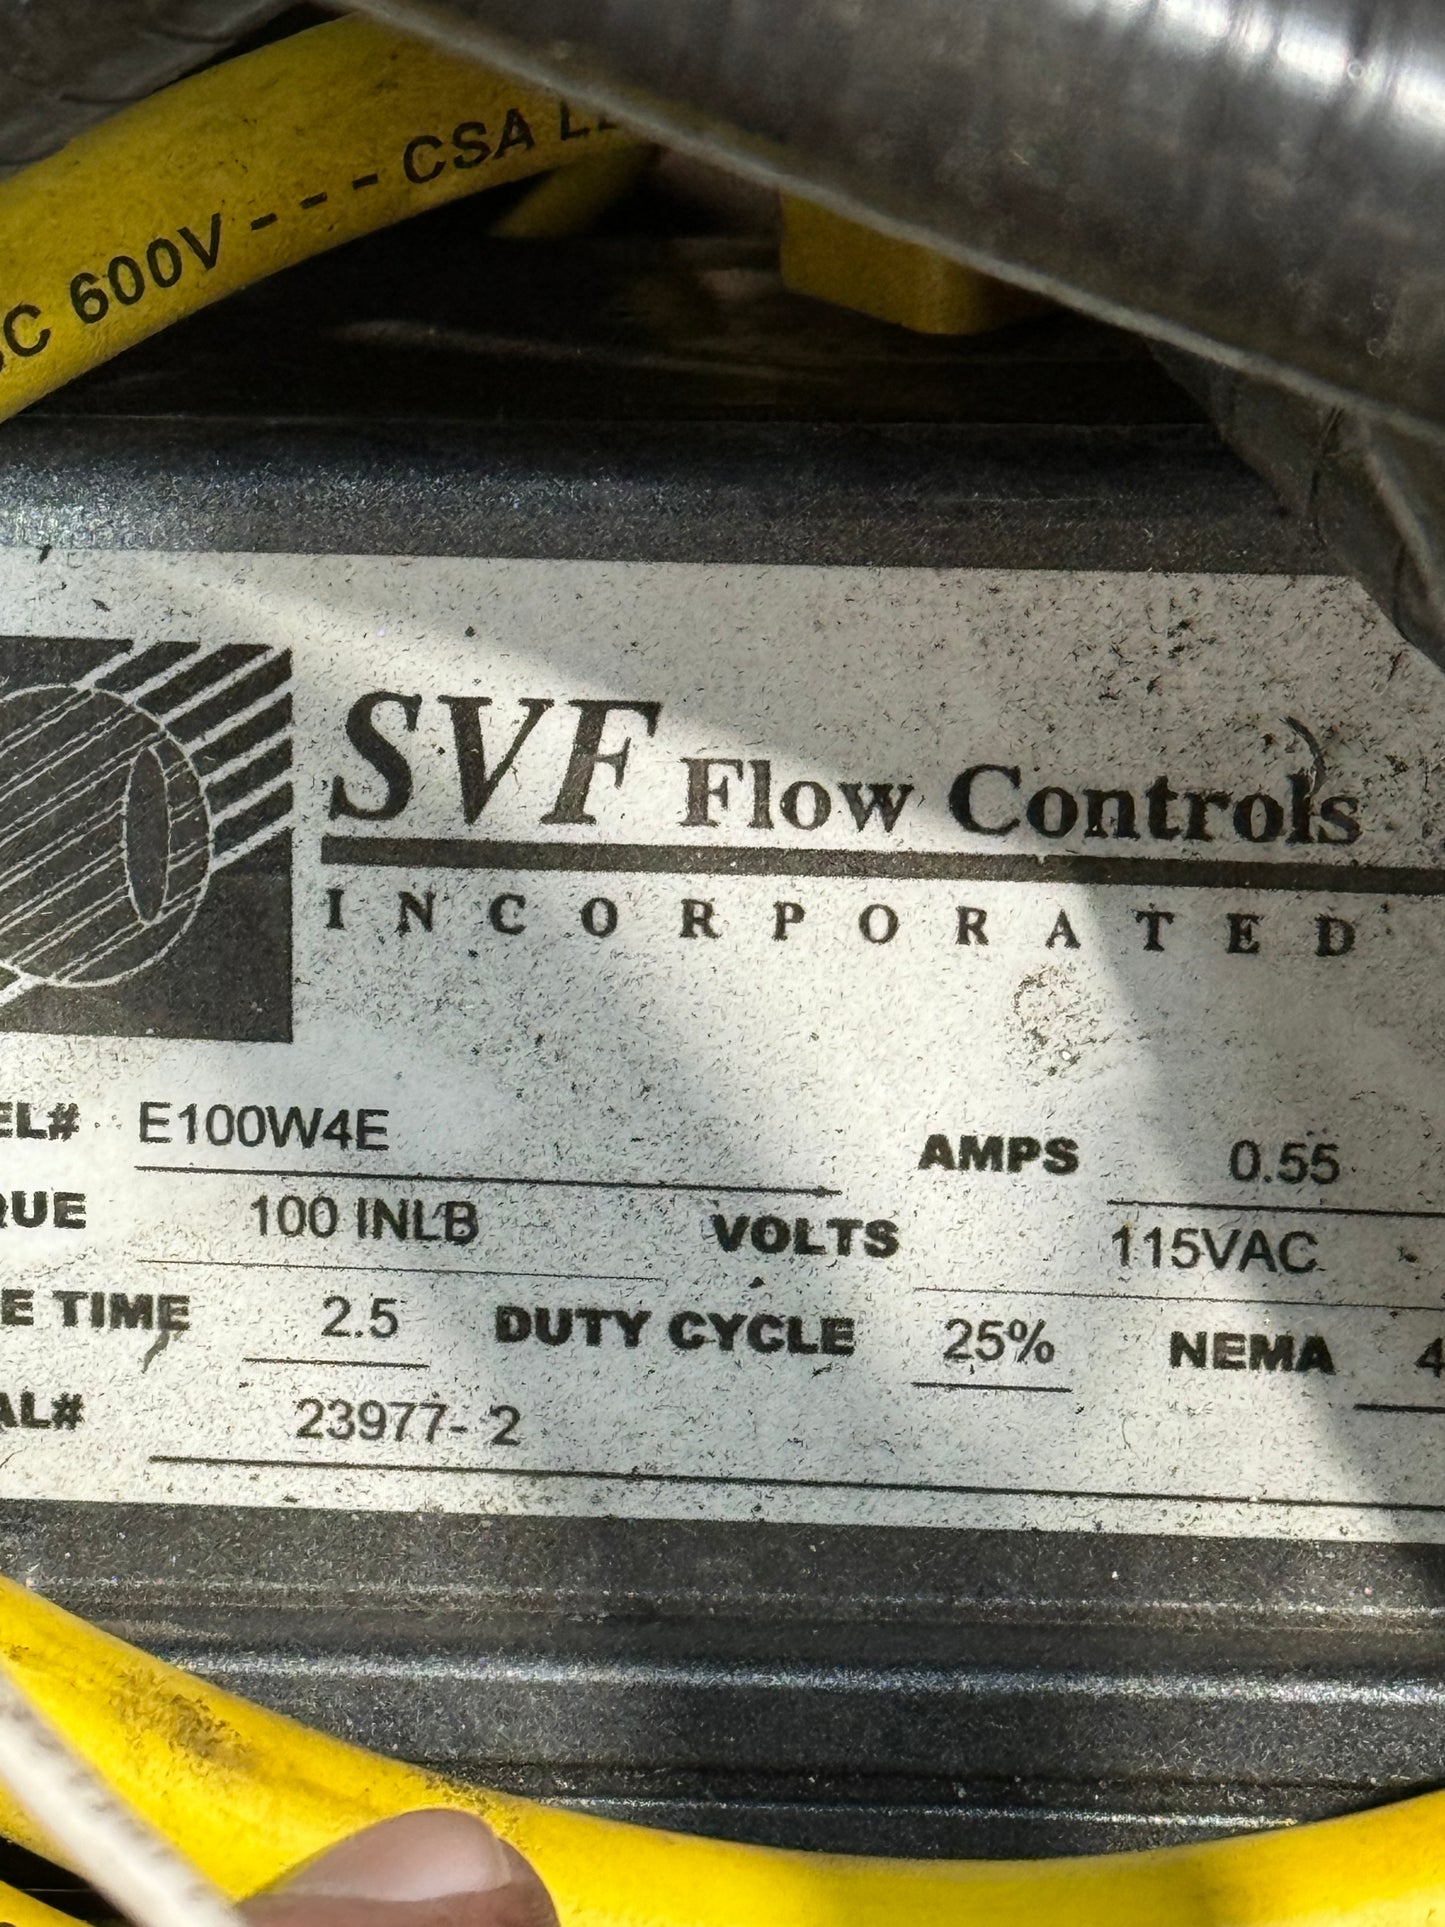 C 600V - - - CSA
SVF Flow Controls
INCORPORATED
EL# E100W4E AMPS 0.55
QUE 100 INLB VOLTS 115VAC
E TIME 2.5 DUTY CYCLE 25% NEMA 4
AL# 23977- 2